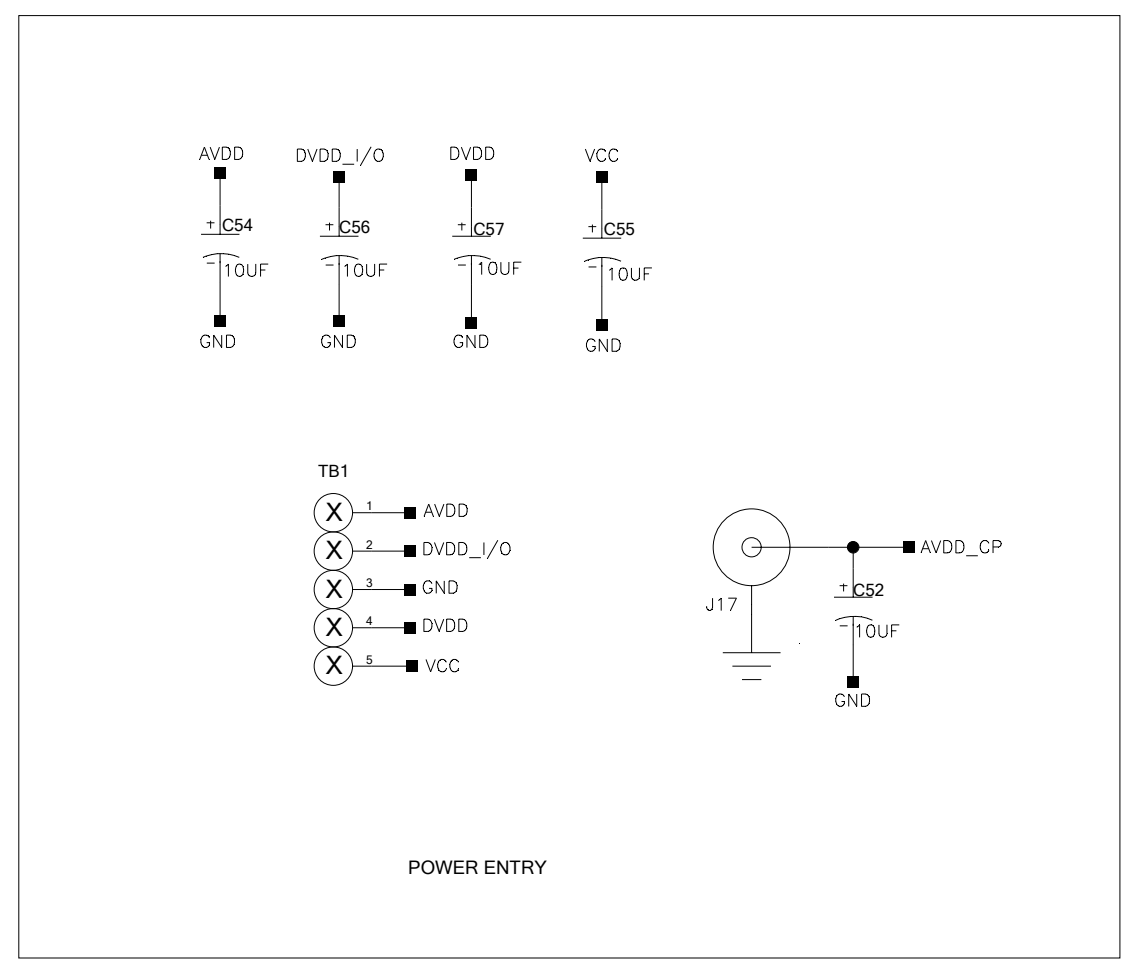 AVDD DVDD_I/O DVDD VCC
+ C54 + C56 + C57 + C55
- 10UF - 10UF - 10UF - 10UF
GND GND GND GND
TB1
X 1 AVDD
X 2 DVDD_I/O
X 3 GND
X 4 DVDD
X 5 VCC
AVDD_CP
J17
+ C52
- 10UF
GND
POWER ENTRY